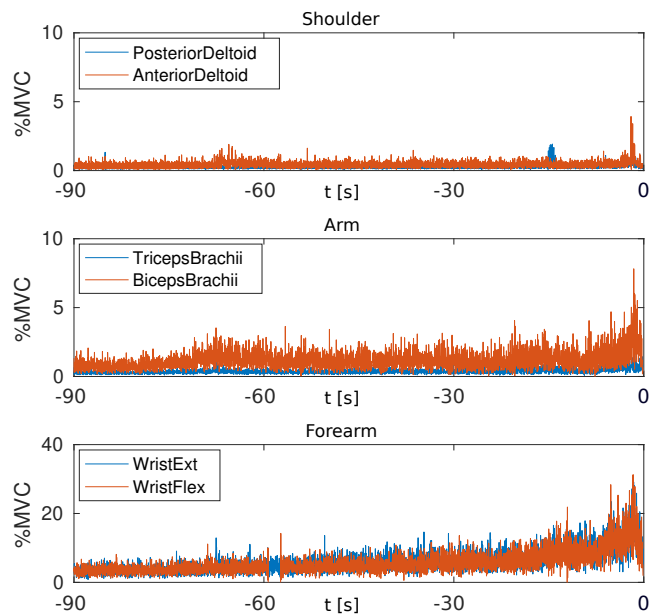 Shoulder
10
PosteriorDeltoid
AnteriorDeltoid
%MVC
5
0
-90
-60
t [s]
-30
0
Arm
10
TricepsBrachii
BicepsBrachii
%MVC
5
0
-90
-60
t [s]
-30
0
Forearm
40
WristExt
WristFlex
%MVC
20
0
-90
-60
t [s]
-30
0